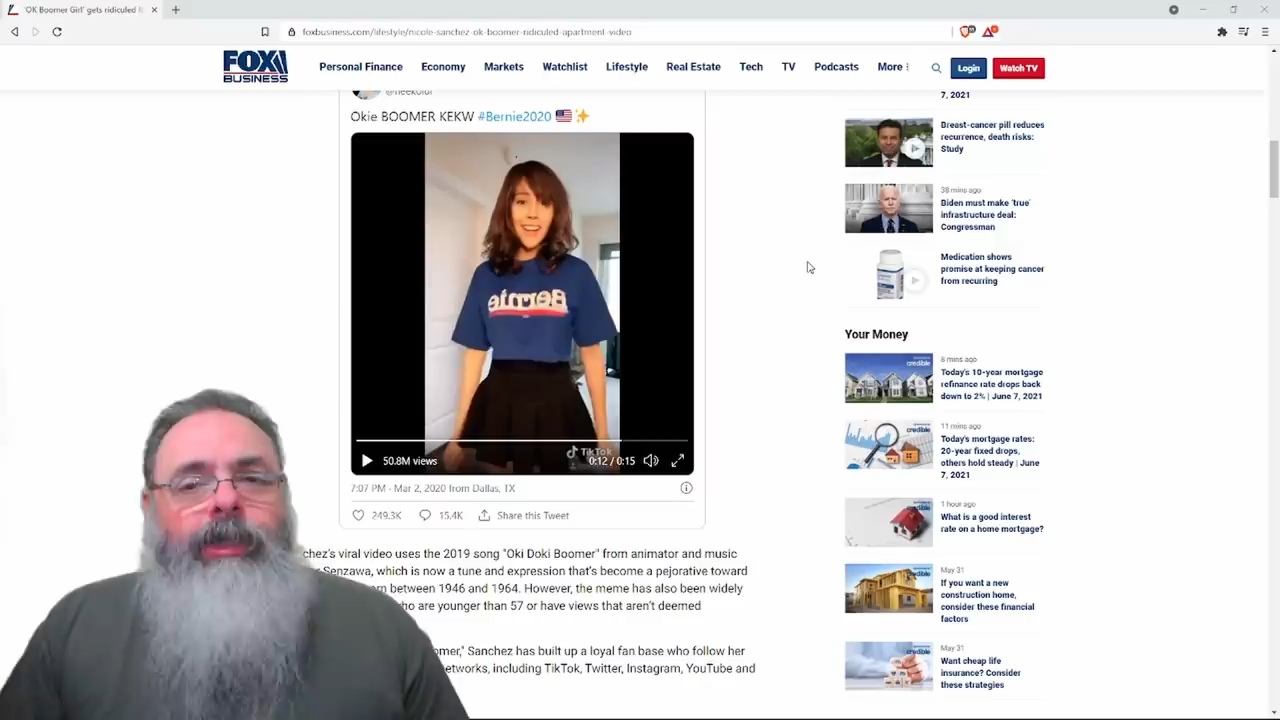 'OK Boomer Girl' gets ridiculed f
foxbusiness.com/lifestyle/nicole-sanchez-ok-boomer-ridiculed-apartment-video
FOX BUSINESS
Personal Finance Economy Markets Watchlist Lifestyle Real Estate Tech TV Podcasts More Login Watch TV
@neekolul
Okie BOOMER KEKW #Bernie2020
Bernie
TikTok
50.8M views
0:12 / 0:15
7:07 PM · Mar 2, 2020 from Dallas, TX
249.3K 15.4K Share this Tweet
chez's viral video uses the 2019 song "Oki Doki Boomer" from animator and music
Senzawa, which is now a tune and expression that's become a pejorative toward
m between 1946 and 1964. However, the meme has also been widely
ho are younger than 57 or have views that aren't deemed
omer," Sanchez has built up a loyal fan base who follow her
etworks, including TikTok, Twitter, Instagram, YouTube and
7, 2021
Breast-cancer pill reduces
recurrence, death risks:
Study
38 mins ago
Biden must make 'true'
infrastructure deal:
Congressman
Medication shows
promise at keeping cancer
from recurring
Your Money
credible
8 mins ago
Today's 10-year mortgage
refinance rate drops back
down to 2% | June 7, 2021
credible
11 mins ago
Today's mortgage rates:
20-year fixed drops,
others hold steady | June
7, 2021
credible
1 hour ago
What is a good interest
rate on a home mortgage?
credible
May 31
If you want a new
construction home,
consider these financial
factors
credible
May 31
Want cheap life
insurance? Consider
these strategies